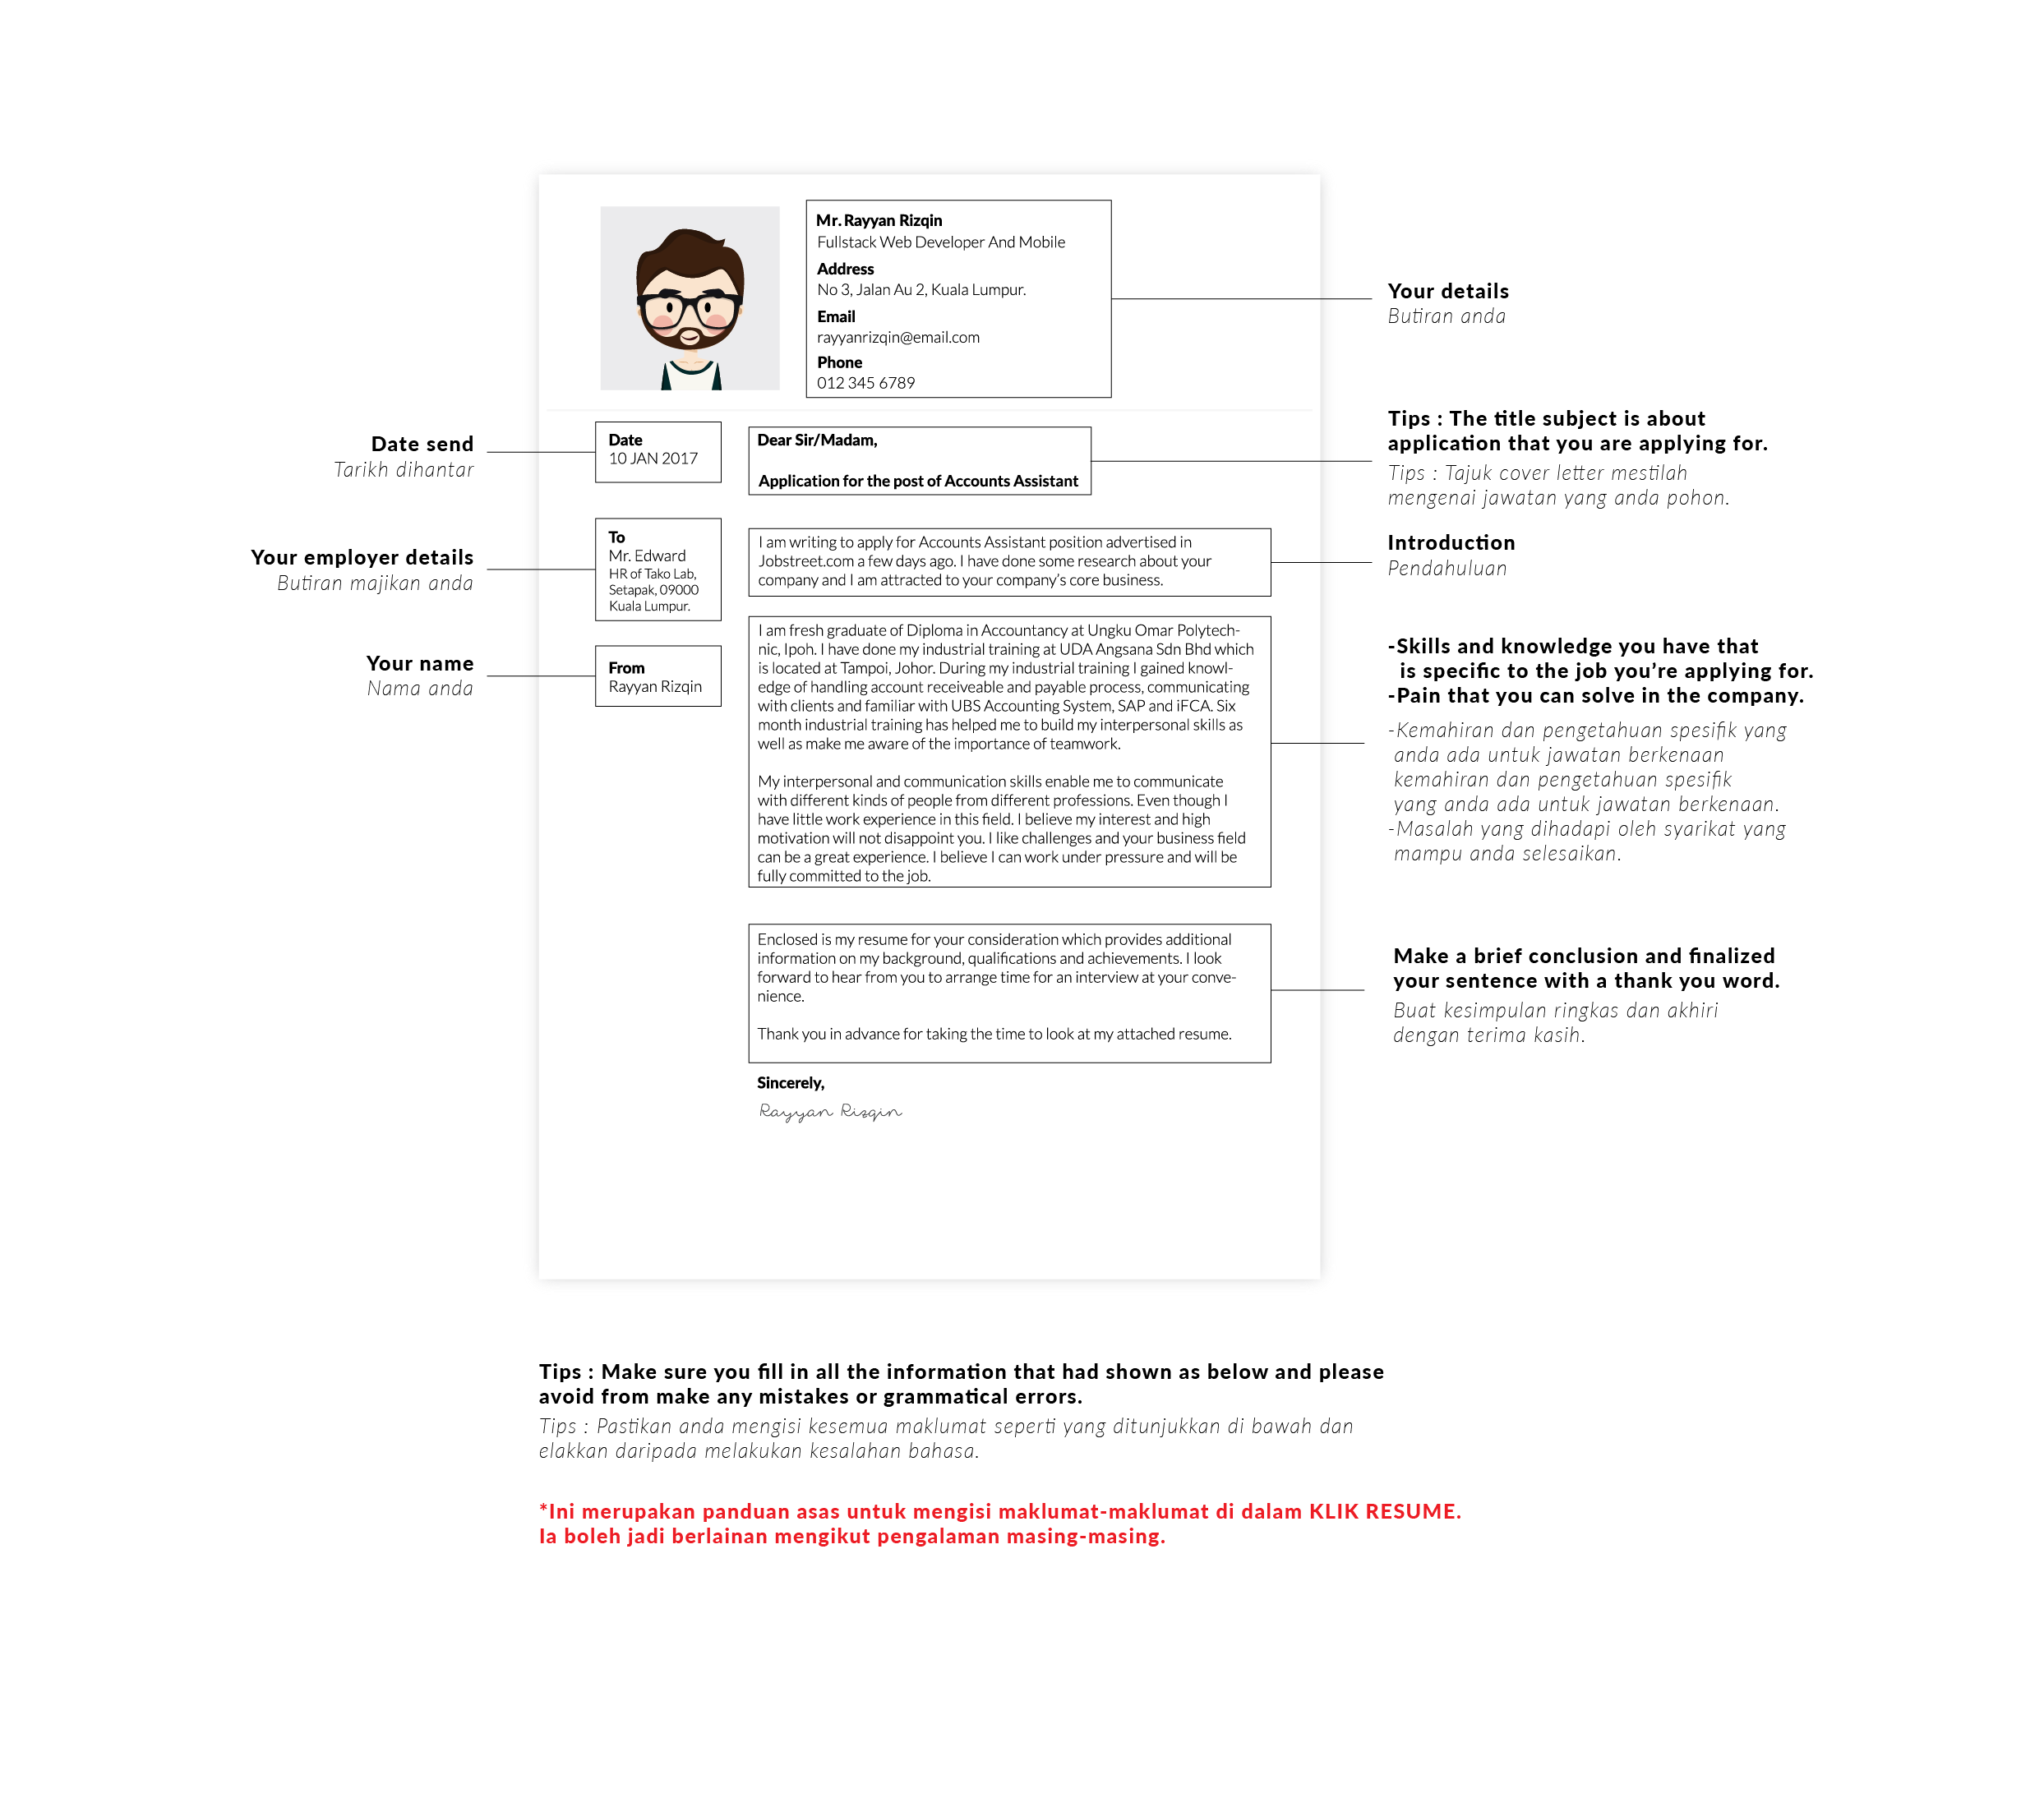 Mr. Rayyan Rizqin
Fullstack Web Developer And Mobile
Address
No 3, Jalan Au 2, Kuala Lumpur.
Email
rayyanrizqin@email.com
Phone
012 345 6789
Your details
Butiran anda
Date send
Tarikh dihantar
Date
10 JAN 2017
Dear Sir/Madam,
Application for the post of Accounts Assistant
Tips : The title subject is about
application that you are applying for.
Tips : Tajuk cover letter mestilah
mengenai jawatan yang anda pohon.
Your employer details
Butiran majikan anda
To
Mr. Edward
HR of Tako Lab,
Setapak, 09000
Kuala Lumpur.
I am writing to apply for Accounts Assistant position advertised in
Jobstreet.com a few days ago. I have done some research about your
company and I am attracted to your company's core business.
Introduction
Pendahuluan
Your name
Nama anda
From
Rayyan Rizqin
I am fresh graduate of Diploma in Accountancy at Ungku Omar Polytech-
nic, Ipoh. I have done my industrial training at UDA Angsana Sdn Bhd which
is located at Tampoi, Johor. During my industrial training I gained knowl-
edge of handling account receiveable and payable process, communicating
with clients and familiar with UBS Accounting System, SAP and iFCA. Six
month industrial training has helped me to build my interpersonal skills as
well as make me aware of the importance of teamwork.
My interpersonal and communication skills enable me to communicate
with different kinds of people from different professions. Even though I
have little work experience in this field. I believe my interest and high
motivation will not disappoint you. I like challenges and your business field
can be a great experience. I believe I can work under pressure and will be
fully committed to the job.
-Skills and knowledge you have that
is specific to the job you're applying for.
-Pain that you can solve in the company.
-Kemahiran dan pengetahuan spesifik yang
anda ada untuk jawatan berkenaan
kemahiran dan pengetahuan spesifik
yang anda ada untuk jawatan berkenaan.
-Masalah yang dihadapi oleh syarikat yang
mampu anda selesaikan.
Enclosed is my resume for your consideration which provides additional
information on my background, qualifications and achievements. I look
forward to hear from you to arrange time for an interview at your conve-
nience.
Thank you in advance for taking the time to look at my attached resume.
Make a brief conclusion and finalized
your sentence with a thank you word.
Buat kesimpulan ringkas dan akhiri
dengan terima kasih.
Sincerely,
Rayyan Rizqin
Tips : Make sure you fill in all the information that had shown as below and please
avoid from make any mistakes or grammatical errors.
Tips : Pastikan anda mengisi kesemua maklumat seperti yang ditunjukkan di bawah dan
elakkan daripada melakukan kesalahan bahasa.
*Ini merupakan panduan asas untuk mengisi maklumat-maklumat di dalam KLIK RESUME.
Ia boleh jadi berlainan mengikut pengalaman masing-masing.